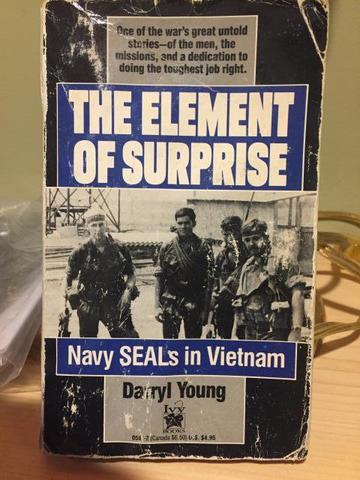 One of the war's great untold
stories—of the men, the
missions, and a dedication to
doing the toughest job right.
THE ELEMENT
OF SURPRISE
Navy SEALs in Vietnam
Darryl Young
IVY
BOOKS
(Canada $6.50) U.S. $4.95